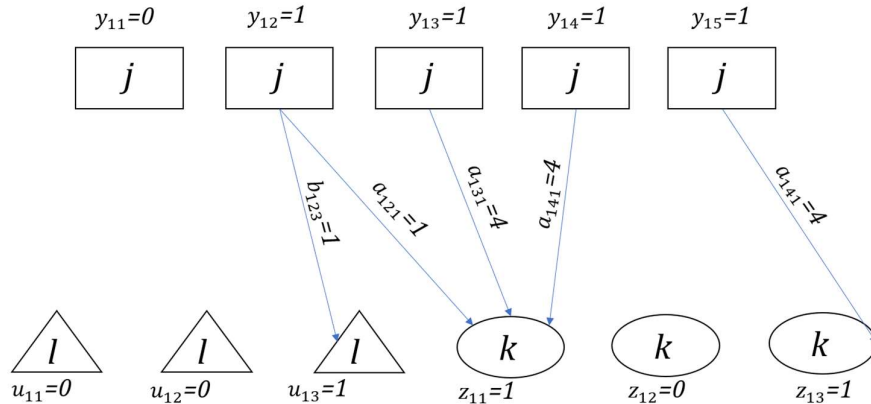 y₁₁=0 y₁₂=1 y₁₃=1 y₁₄=1 y₁₅=1
j j j j j
b₁₂₃=1 a₁₂₁=1 a₁₃₁=4 a₁₄₁=4 a₁₄₁=4
l l l k k k
u₁₁=0 u₁₂=0 u₁₃=1 z₁₁=1 z₁₂=0 z₁₃=1